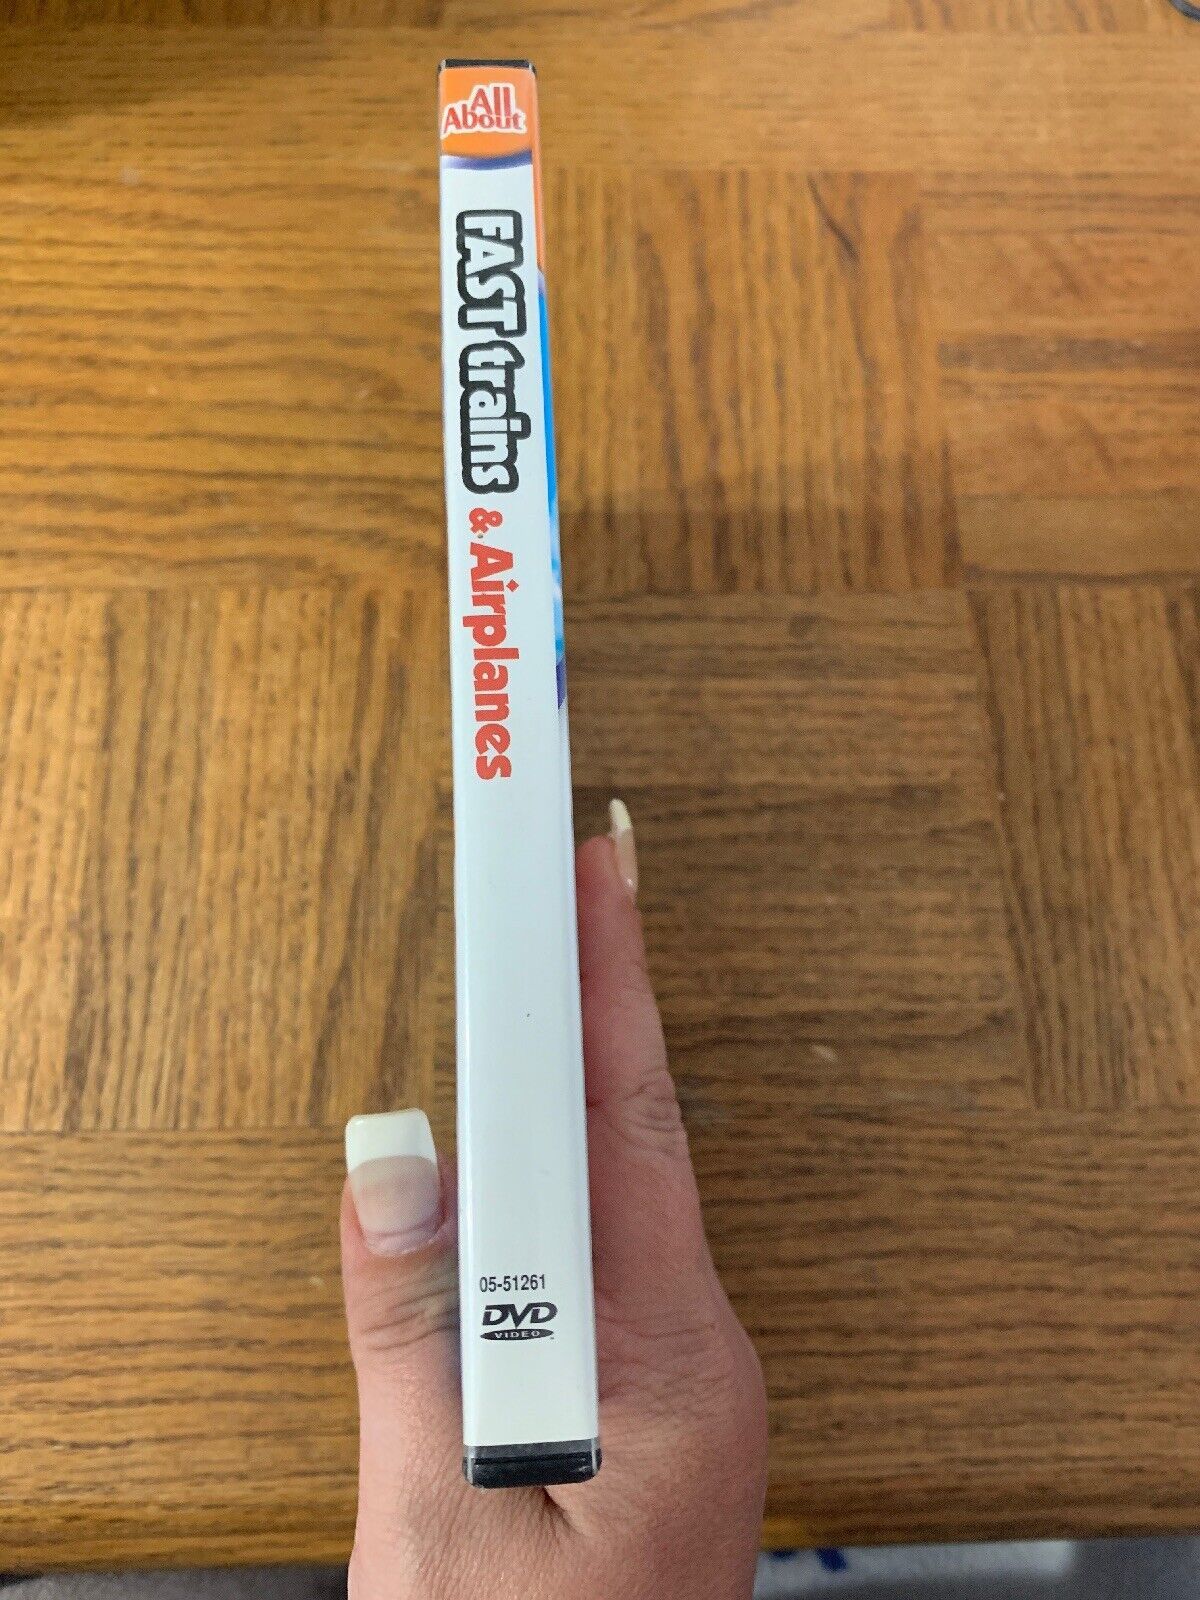 All
About
FAST trains & Airplanes
05-51261
DVD
VIDEO